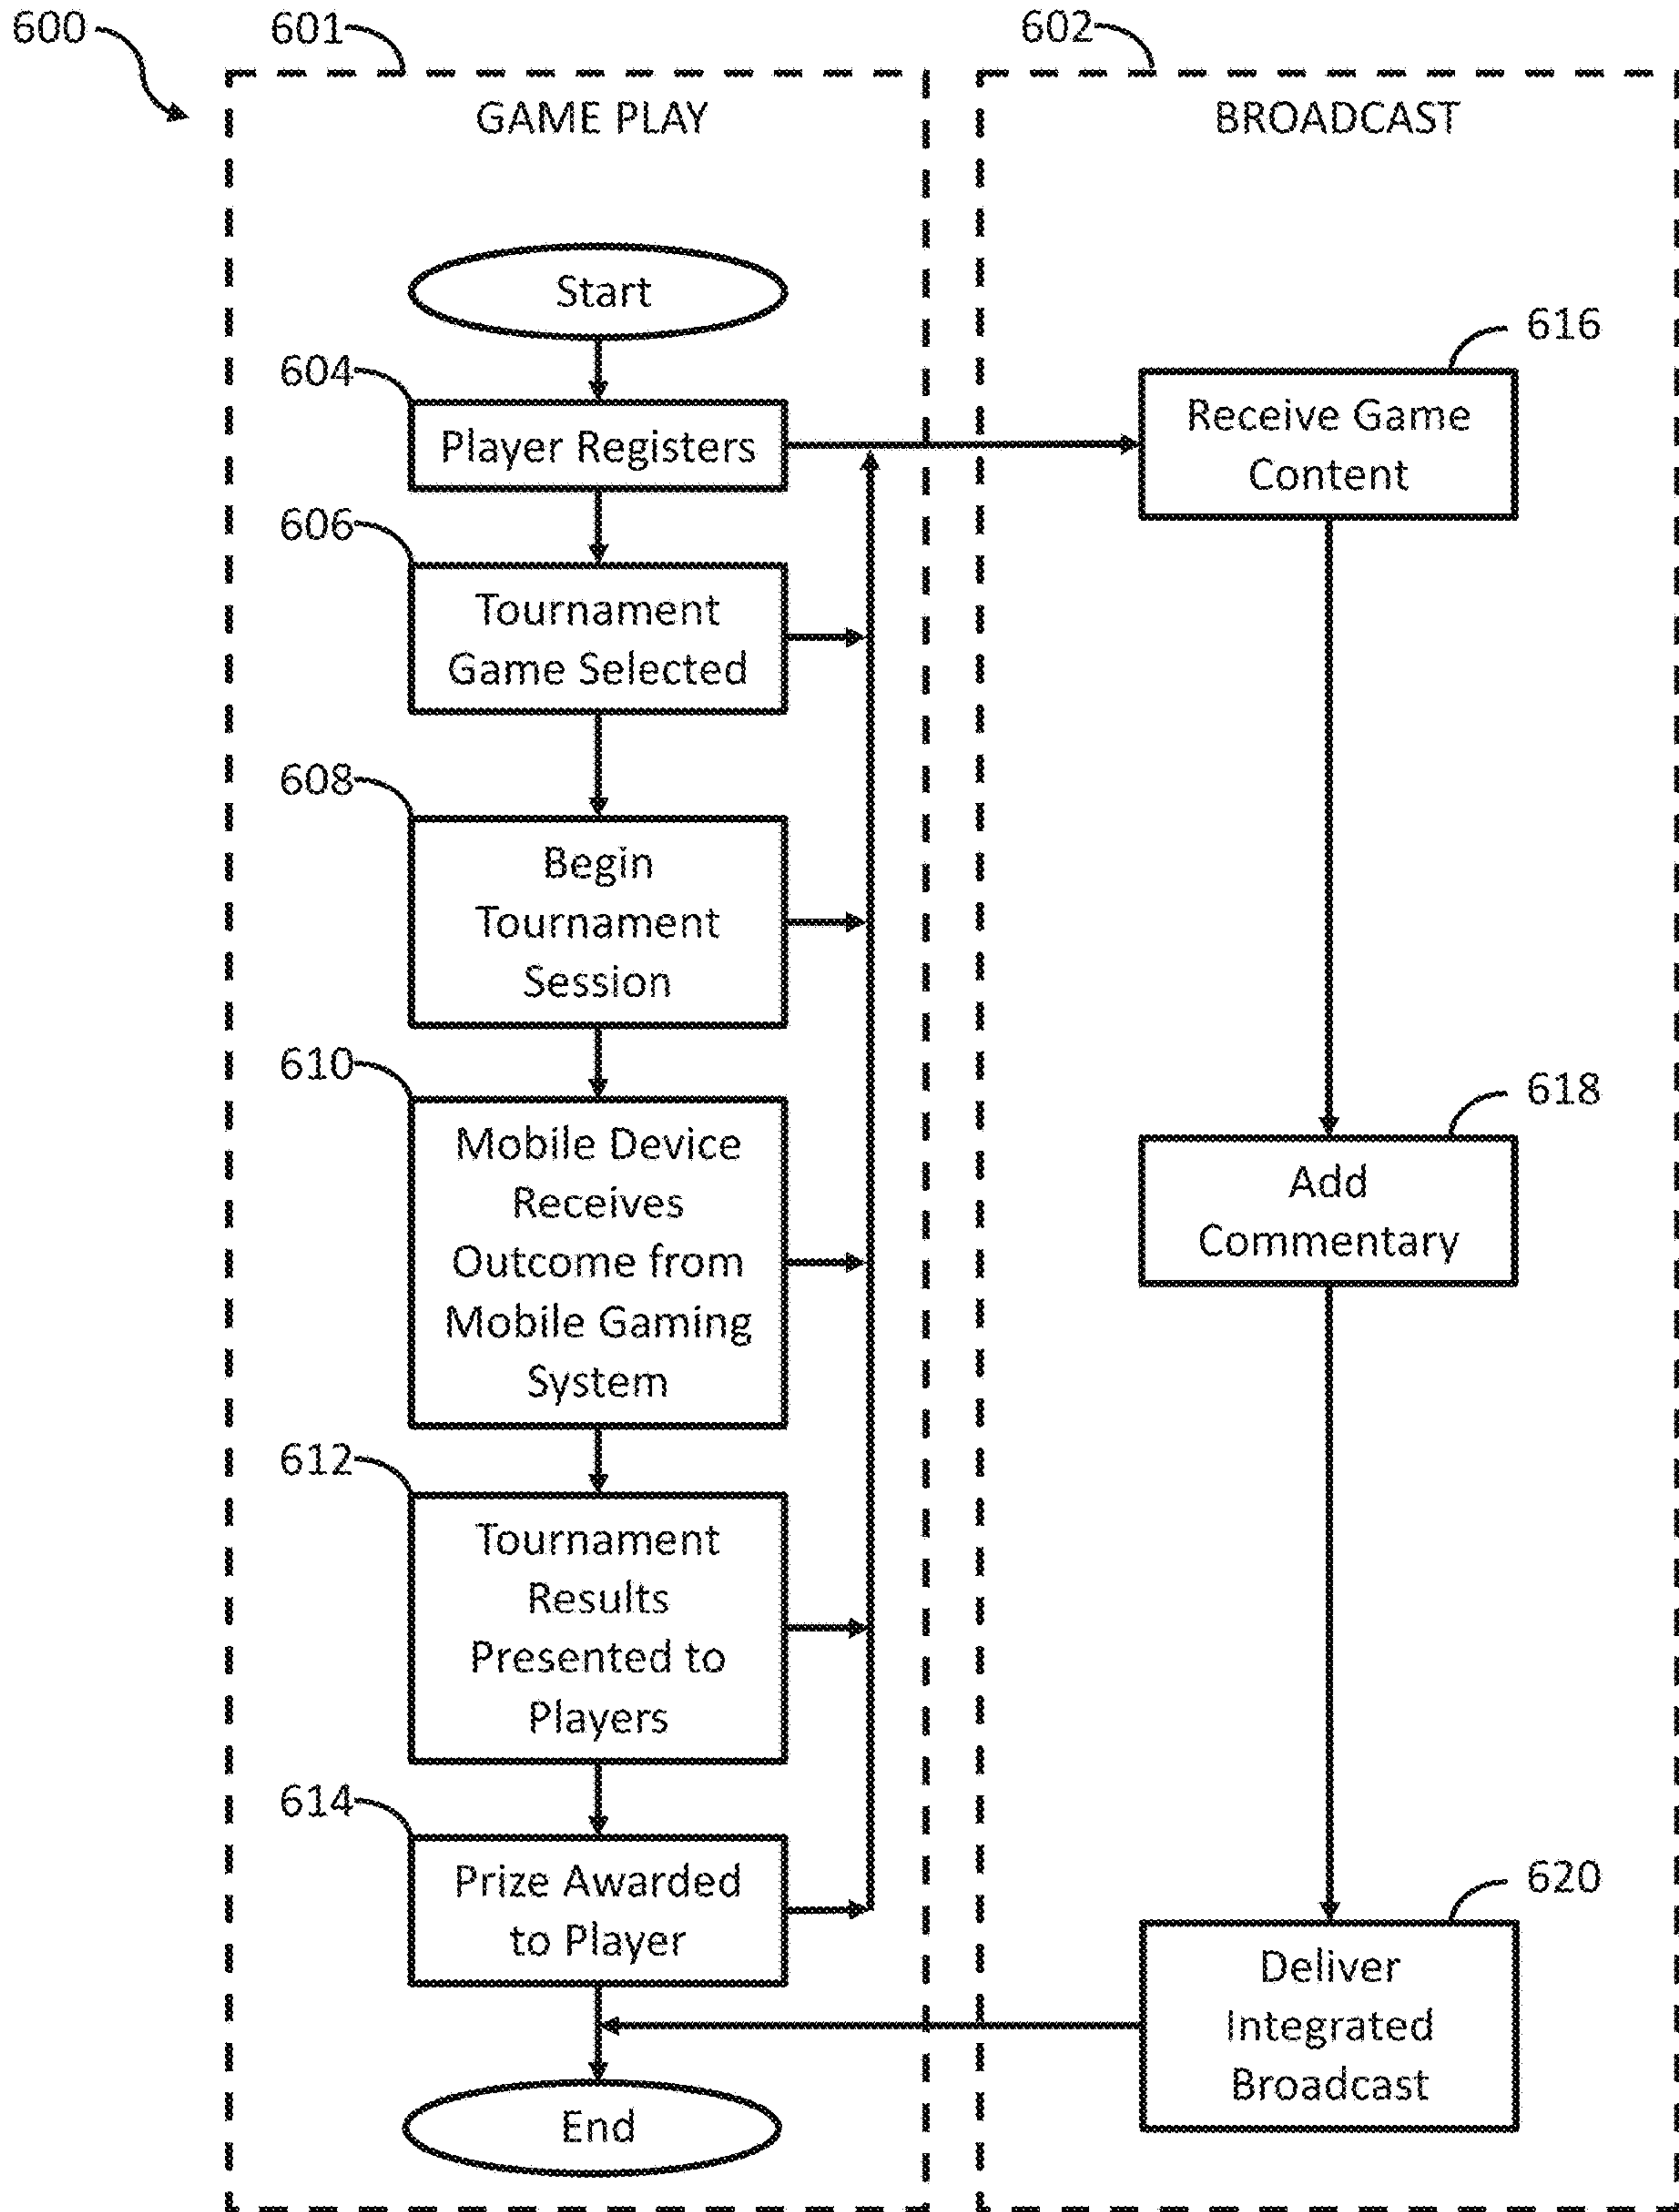 600
601
GAME PLAY
Start
604
Player Registers
606
Tournament
Game Selected
608
Begin
Tournament
Session
610
Mobile Device
Receives
Outcome from
Mobile Gaming
System
612
Tournament
Results
Presented to
Players
614
Prize Awarded
to Player
End
602
BROADCAST
616
Receive Game
Content
618
Add
Commentary
620
Deliver
Integrated
Broadcast